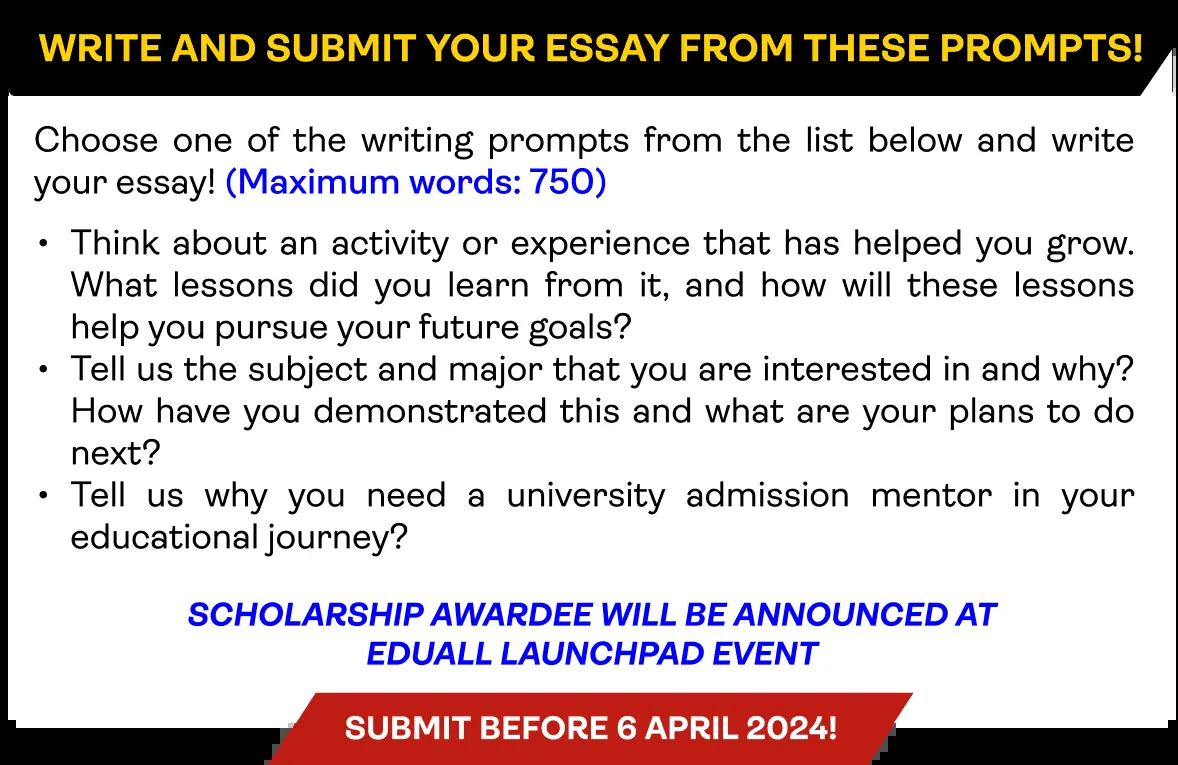 WRITE AND SUBMIT YOUR ESSAY FROM THESE PROMPTS!
Choose one of the writing prompts from the list below and write
your essay! (Maximum words: 750)
• Think about an activity or experience that has helped you grow.
What lessons did you learn from it, and how will these lessons
help you pursue your future goals?
• Tell us the subject and major that you are interested in and why?
How have you demonstrated this and what are your plans to do
next?
• Tell us why you need a university admission mentor in your
educational journey?
SCHOLARSHIP AWARDEE WILL BE ANNOUNCED AT
EDUALL LAUNCHPAD EVENT
SUBMIT BEFORE 6 APRIL 2024!